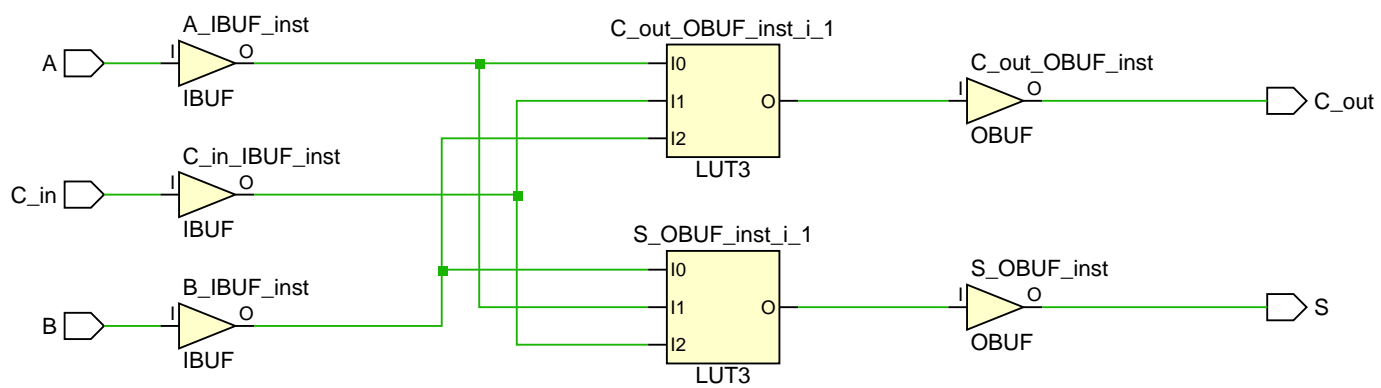 A_IBUF_inst
A
I
O
IBUF
C_in_IBUF_inst
C_in
I
O
IBUF
B_IBUF_inst
B
I
O
IBUF
C_out_OBUF_inst_i_1
I0
I1
I2
O
LUT3
S_OBUF_inst_i_1
I0
I1
I2
O
LUT3
C_out_OBUF_inst
I
O
OBUF
C_out
S_OBUF_inst
I
O
OBUF
S